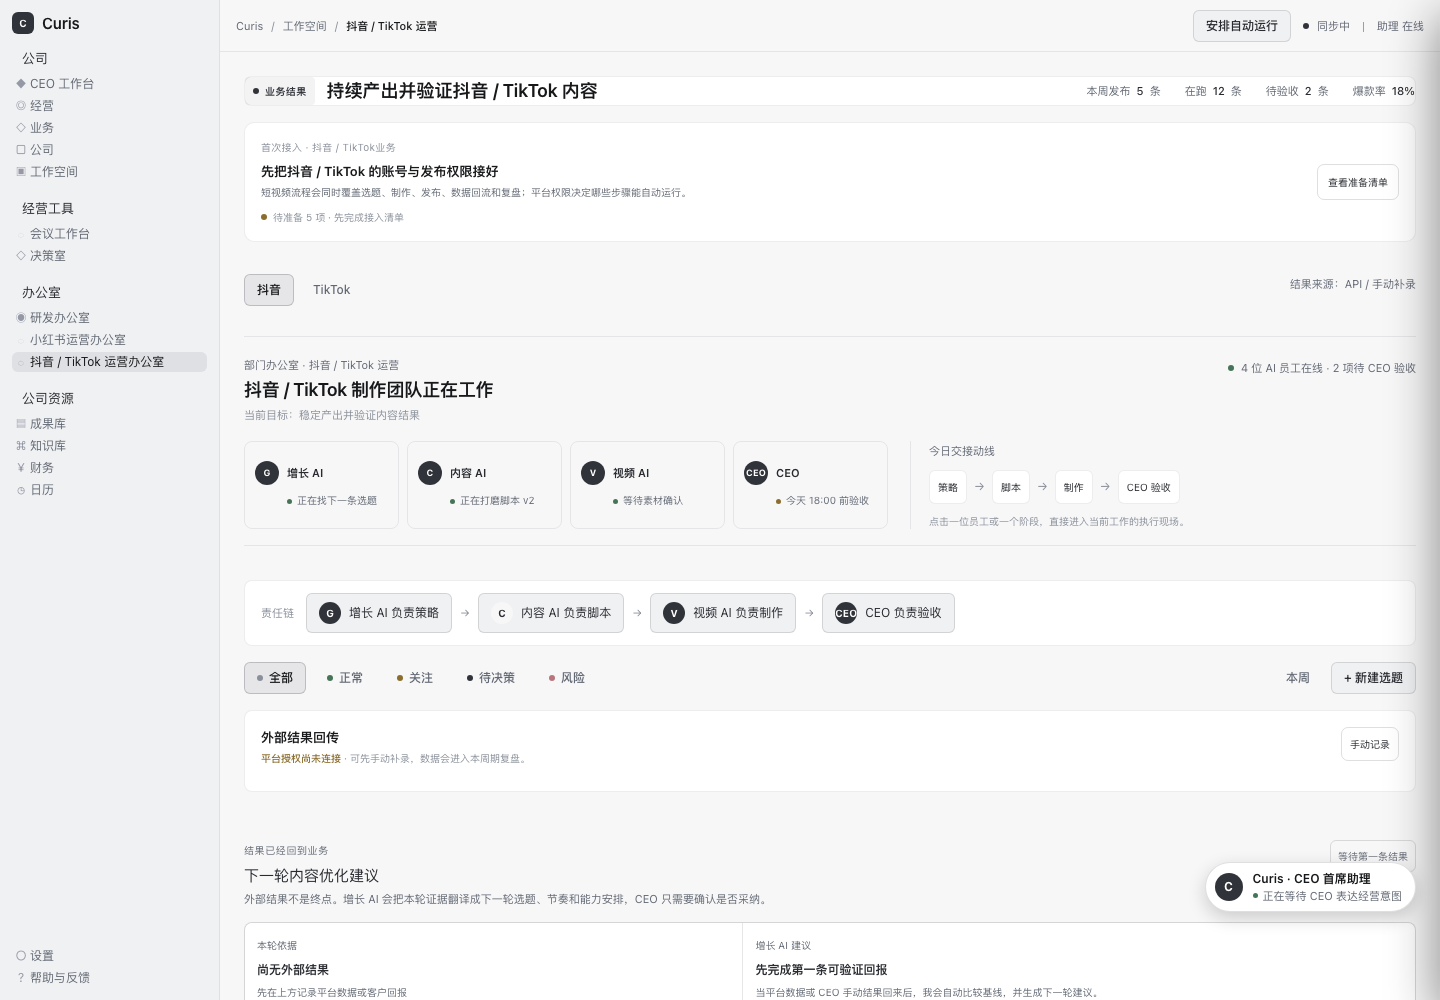 C Curis
公司
CEO 工作台
经营
业务
公司
工作空间
经营工具
会议工作台
决策室
办公室
研发办公室
小红书运营办公室
抖音 / TikTok 运营办公室
公司资源
成果库
知识库
¥ 财务
日历
设置
? 帮助与反馈
Curis / 工作空间 / 抖音 / TikTok 运营
安排自动运行
同步中 | 助理 在线
业务结果
持续产出并验证抖音 / TikTok 内容
本周发布 5 条
在跑 12 条
待验收 2 条
爆款率 18%
首次接入 · 抖音 / TikTok业务
先把抖音 / TikTok 的账号与发布权限接好
短视频流程会同时覆盖选题、制作、发布、数据回流和复盘；平台权限决定哪些步骤能自动运行。
待准备 5 项 · 先完成接入清单
查看准备清单
抖音
TikTok
结果来源：API / 手动补录
部门办公室 · 抖音 / TikTok 运营
抖音 / TikTok 制作团队正在工作
当前目标：稳定产出并验证内容结果
4 位 AI 员工在线 · 2 项待 CEO 验收
G 增长 AI
正在找下一条选题
C 内容 AI
正在打磨脚本 v2
V 视频 AI
等待素材确认
CEO CEO
今天 18:00 前验收
今日交接动线
策略 → 脚本 → 制作 → CEO 验收
点击一位员工或一个阶段，直接进入当前工作的执行现场。
责任链
G 增长 AI 负责策略 → C 内容 AI 负责脚本 → V 视频 AI 负责制作 → CEO CEO 负责验收
全部
正常
关注
待决策
风险
本周
+ 新建选题
外部结果回传
平台授权尚未连接 · 可先手动补录，数据会进入本周期复盘。
手动记录
结果已经回到业务
下一轮内容优化建议
外部结果不是终点。增长 AI 会把本轮证据翻译成下一轮选题、节奏和能力安排，CEO 只需要确认是否采纳。
等待第一条结果
C Curis · CEO 首席助理
正在等待 CEO 表达经营意图
本轮依据
尚无外部结果
先在上方记录平台数据或客户回报
增长 AI 建议
先完成第一条可验证回报
当平台数据或 CEO 手动结果回来后，我会自动比较基线，并生成下一轮建议。